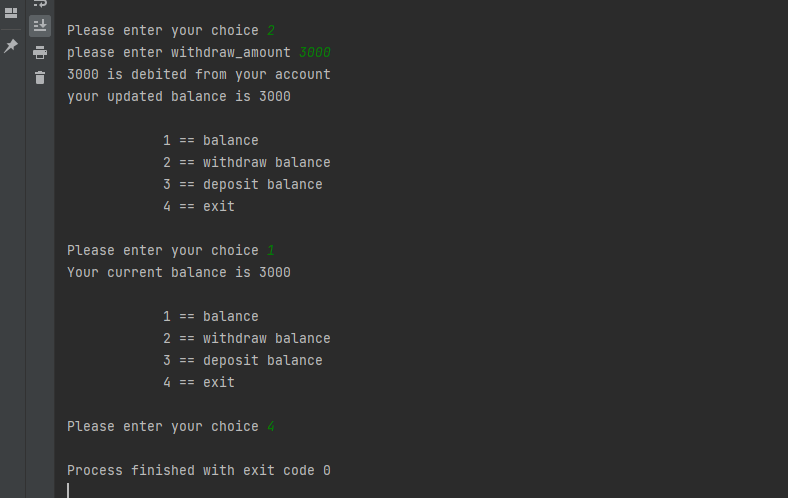 Please enter your choice 2
please enter withdraw_amount 3000
3000 is debited from your account
your updated balance is 3000
1 == balance
2 == withdraw balance
3 == deposit balance
4 == exit
Please enter your choice 1
Your current balance is 3000
1 == balance
2 == withdraw balance
3 == deposit balance
4 == exit
Please enter your choice 4
Process finished with exit code 0